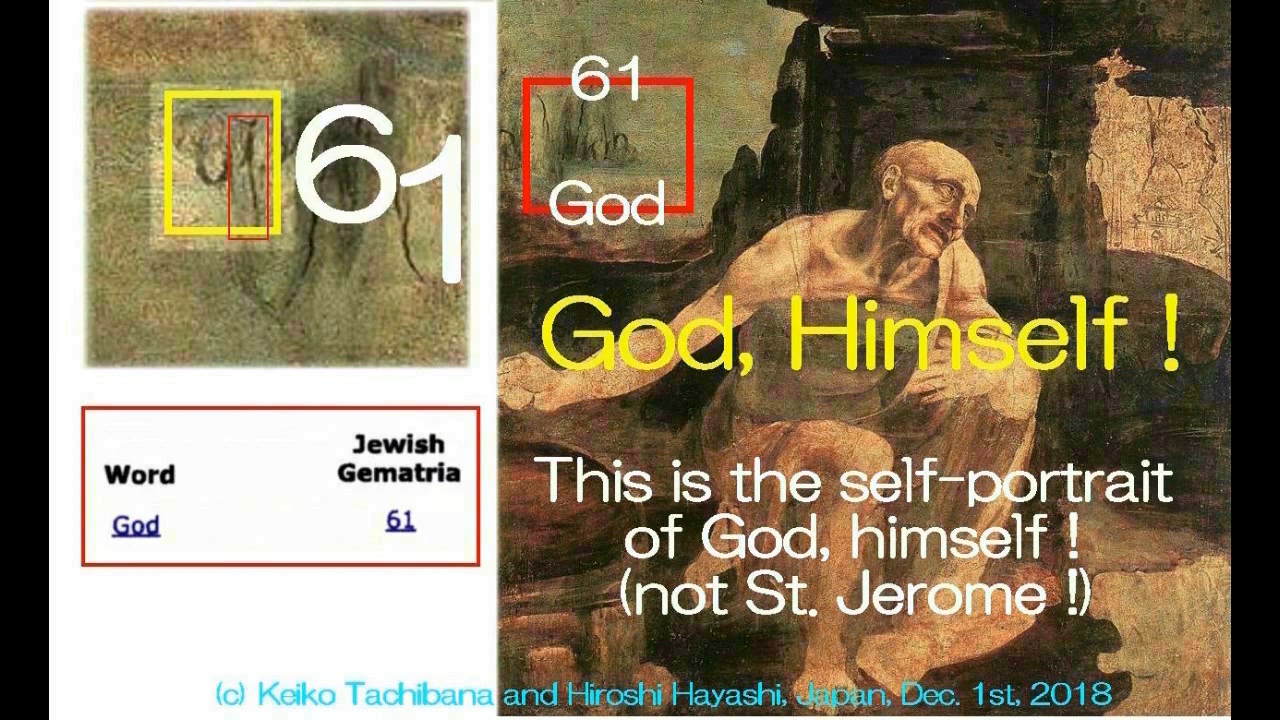 61
61
God
God, Himself !
Jewish
Word Gematria
God 61
This is the self-portrait
of God, himself !
(not St. Jerome !)
(c) Keiko Tachibana and Hiroshi Hayashi, Japan, Dec. 1st, 2018